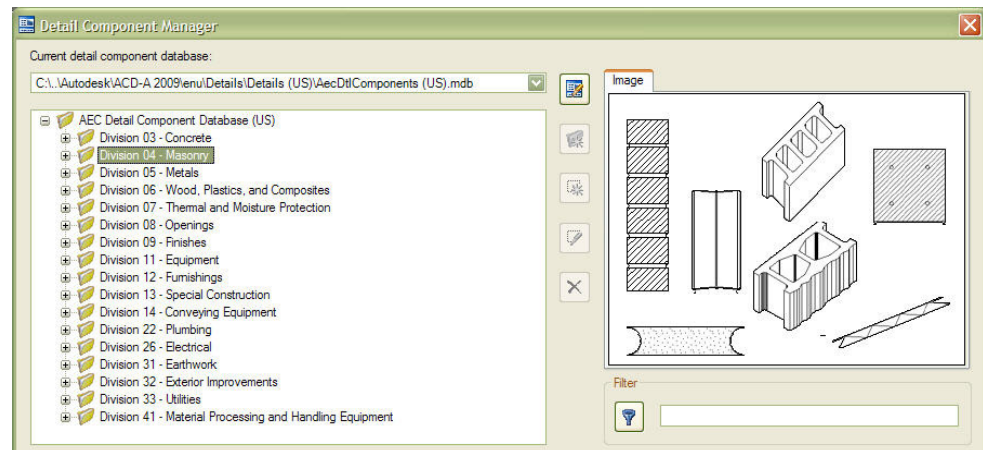 Detail Component Manager
Current detail component database:
C:\..\Autodesk\ACD-A 2009\enu\Details\Details (US)\AecDtlComponents (US).mdb
AEC Detail Component Database (US)
Division 03 - Concrete
Division 04 - Masonry
Division 05 - Metals
Division 06 - Wood, Plastics, and Composites
Division 07 - Thermal and Moisture Protection
Division 08 - Openings
Division 09 - Finishes
Division 11 - Equipment
Division 12 - Furnishings
Division 13 - Special Construction
Division 14 - Conveying Equipment
Division 22 - Plumbing
Division 26 - Electrical
Division 31 - Earthwork
Division 32 - Exterior Improvements
Division 33 - Utilities
Division 41 - Material Processing and Handling Equipment
Image
Filter